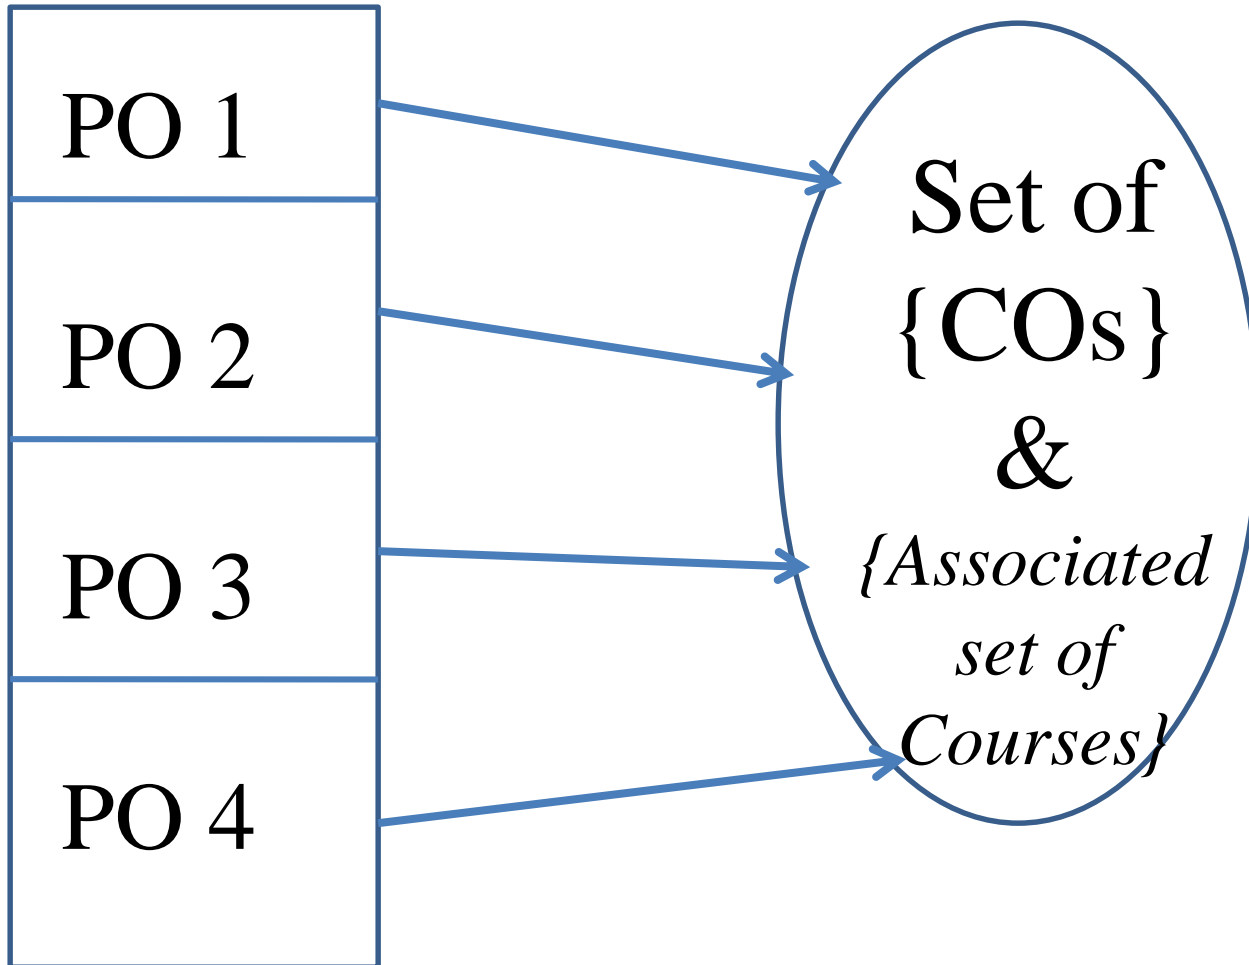 PO 1
PO 2
PO 3
PO 4
Set of
{COs}
&
{Associated
set of
Courses}